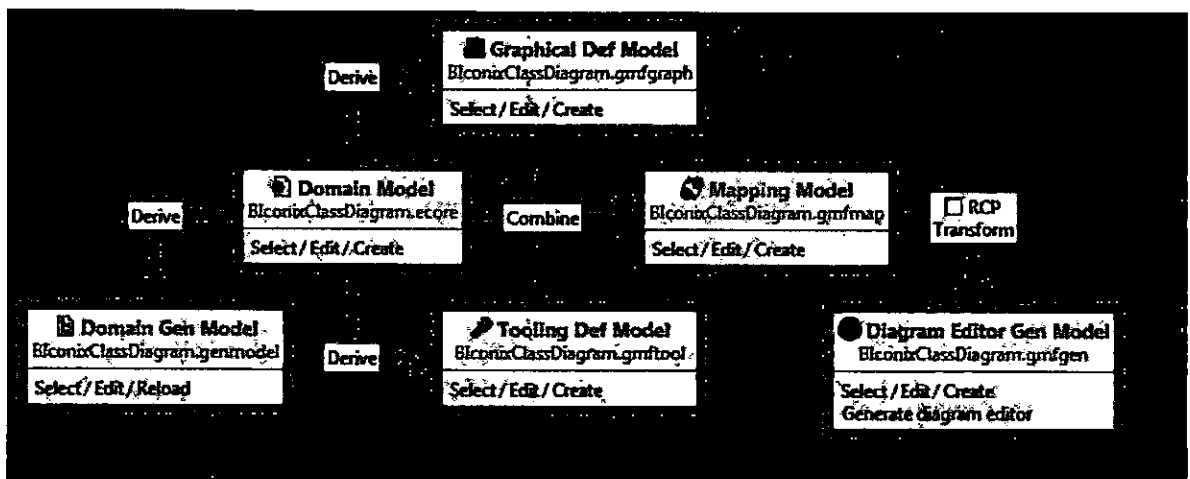 Graphical Def Model
BIconixClassDiagram.gmfgraph
Select / Edit / Create
Derive
Domain Model
BIconixClassDiagram.ecore
Select / Edit / Create
Derive
Combine
Mapping Model
BIconixClassDiagram.gmfmap
Select / Edit / Create
RCP
Transform
Domain Gen Model
BIconixClassDiagram.genmodel
Select / Edit / Reload
Derive
Tooling Def Model
BIconixClassDiagram.gmftool
Select / Edit / Create
Diagram Editor Gen Model
BIconixClassDiagram.gmfgen
Select / Edit / Create
Generate diagram editor